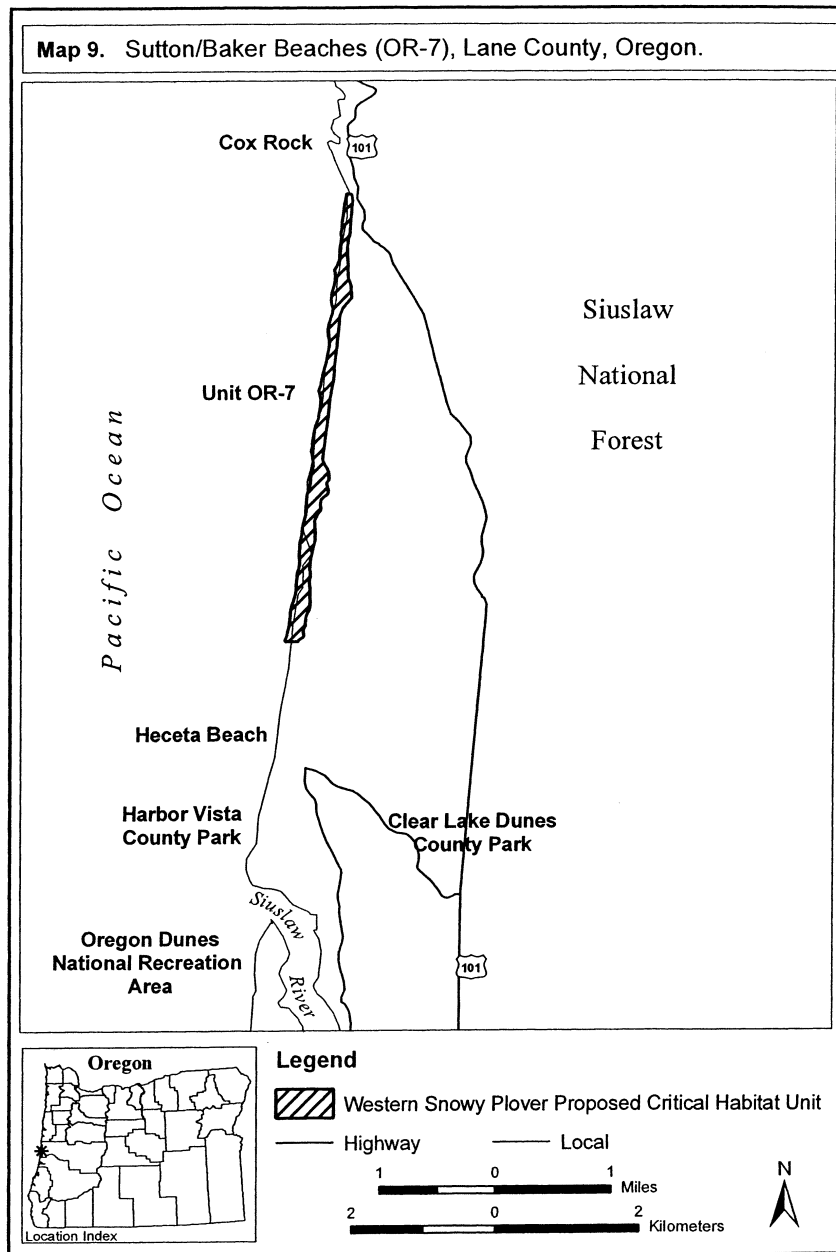 Map 9. Sutton/Baker Beaches (OR-7), Lane County, Oregon.
Cox Rock
101
Siuslaw
National
Forest
Unit OR-7
Pacific Ocean
Heceta Beach
Harbor Vista
County Park
Clear Lake Dunes
County Park
Siuslaw
River
Oregon Dunes
National Recreation
Area
101
Oregon
Location Index
Legend
Western Snowy Plover Proposed Critical Habitat Unit
Highway Local
1 0 1
Miles
2 0 2
Kilometers
N